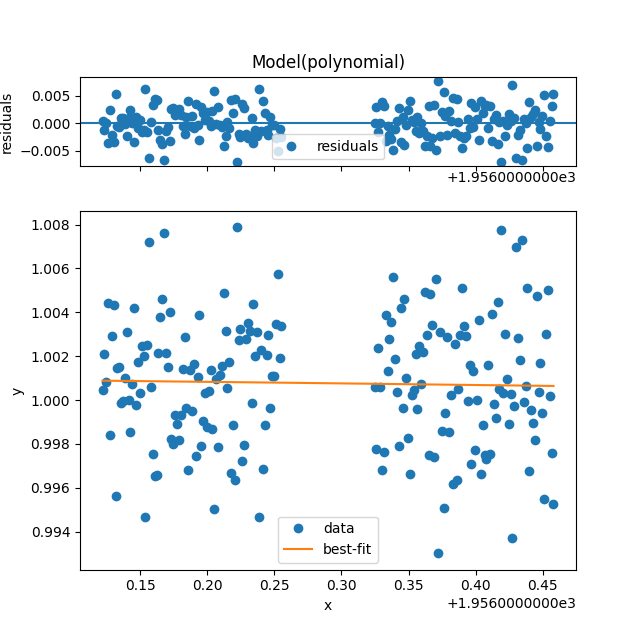 Model(polynomial)
residuals
0.005
0.000
−0.005
residuals
+1.9560000000e3
y
1.008
1.006
1.004
1.002
1.000
0.998
0.996
0.994
data
best-fit
0.15 0.20 0.25 0.30 0.35 0.40 0.45
x
+1.9560000000e3